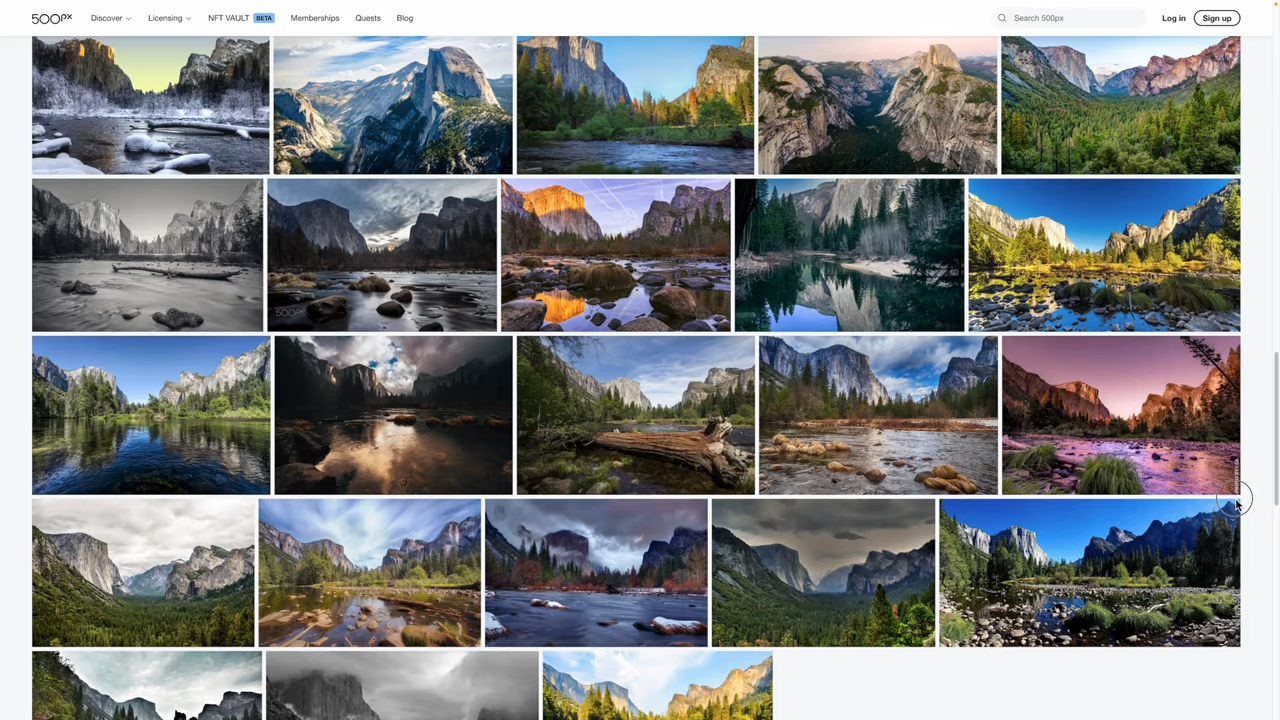 500px Discover Licensing NFT VAULT BETA Memberships Quests Blog Search 500px Log in Sign up